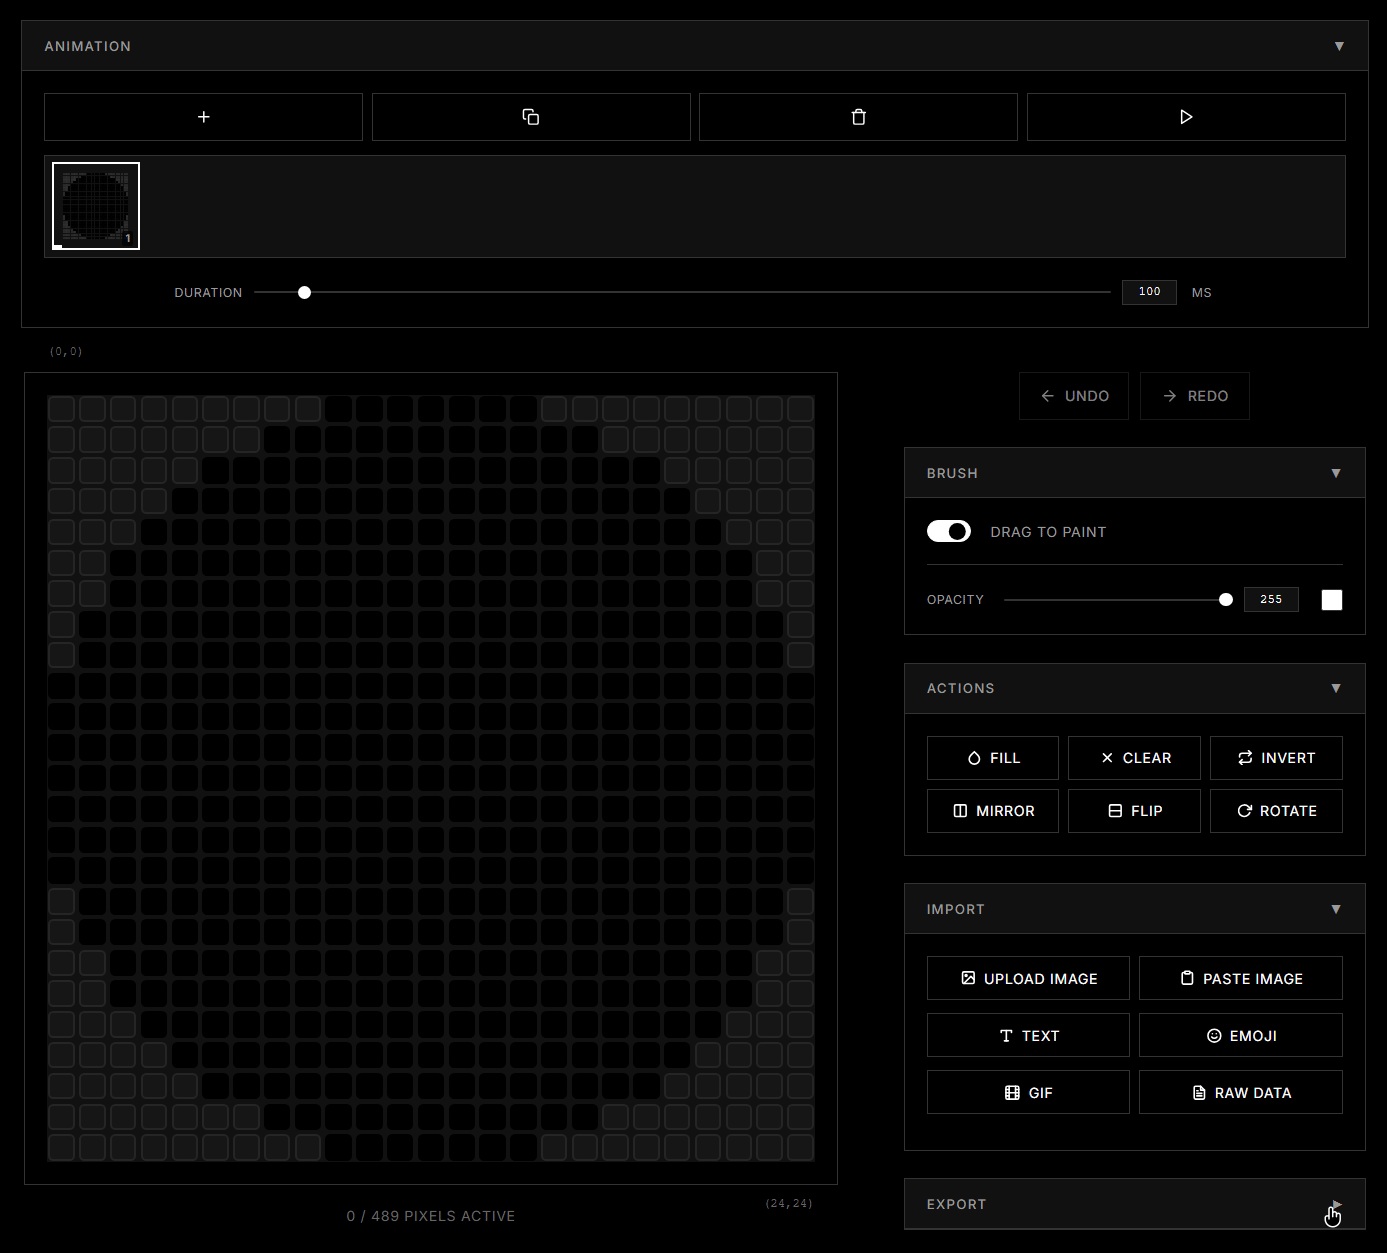 ANIMATION
1
DURATION 100 MS
(0,0)
UNDO REDO
BRUSH
DRAG TO PAINT
OPACITY 255
ACTIONS
FILL CLEAR INVERT
MIRROR FLIP ROTATE
IMPORT
UPLOAD IMAGE PASTE IMAGE
TEXT EMOJI
GIF RAW DATA
EXPORT
(24,24)
0 / 489 PIXELS ACTIVE